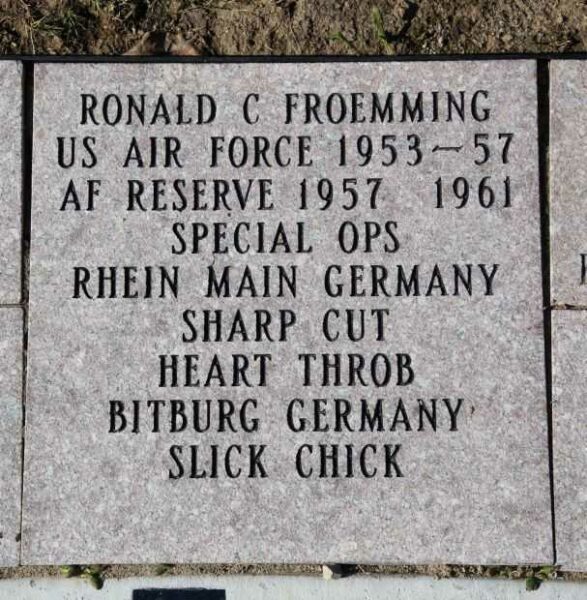 RONALD C FROEMMING
US AIR FORCE 1953–57
AF RESERVE 1957 1961
SPECIAL OPS
RHEIN MAIN GERMANY
SHARP CUT
HEART THROB
BITBURG GERMANY
SLICK CHICK